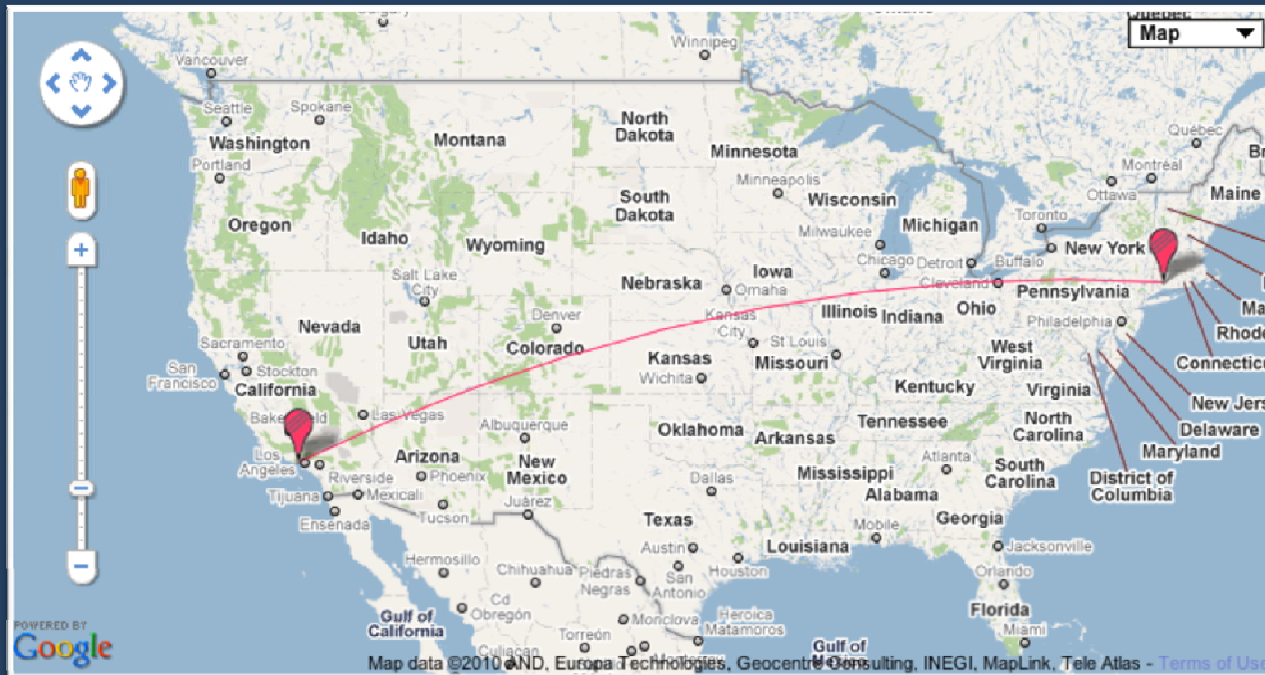 Quebec
Map
Winnipeg
Vancouver
Seattle
Spokane
Washington
Montana
North
Dakota
Minnesota
Québec
Portland
Minneapolis
Montréal
Ottawa
Maine
Oregon
Idaho
South
Dakota
Wisconsin
Michigan
Toronto
Wyoming
Milwaukee
New York
Salt Lake
City
Nebraska
Iowa
Omaha
Chicago
Detroit
Buffalo
Cleveland
Pennsylvania
Nevada
Denver
Illinois
Indiana
Ohio
Philadelphia
Rhode
Sacramento
Utah
Colorado
Kansas
City
St Louis
West
Virginia
San
Francisco
Stockton
California
Kansas
Missouri
Connecticu
Wichita
Kentucky
Virginia
New Jers
Las Vegas
Albuquerque
Oklahoma
Arkansas
Tennessee
North
Carolina
Delaware
Maryland
Los
Angeles
Riverside
Arizona
Phoenix
New
Mexico
Dallas
Mississippi
Atlanta
South
Carolina
District of
Columbia
Tijuana
Mexicali
Tucson
Juárez
Alabama
Ensenada
Texas
Georgia
Mobile
Austin
Louisiana
Jacksonville
Hermosillo
Chihuahua
Piedras
Negras
San
Antonio
Houston
Orlando
Cd
Obregón
Florida
Gulf of
California
Monclova
Heroica
Matamoros
Miami
POWERED BY
Google
Torreón
Culiacan
Gulf of
Map data ©2010 AND, Europa Technologies, Geocentre Consulting, INEGI, MapLink, Tele Atlas - Terms of Use